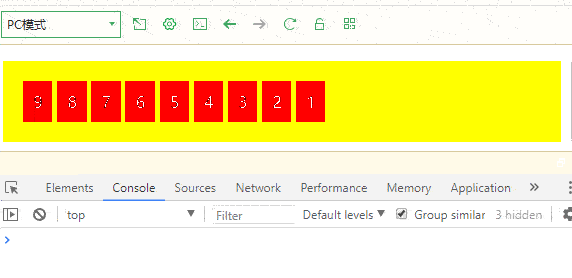 PC模式
9 8 7 6 5 4 3 2 1
Elements Console Sources Network Performance Memory Application »
top Filter Default levels Group similar 3 hidden